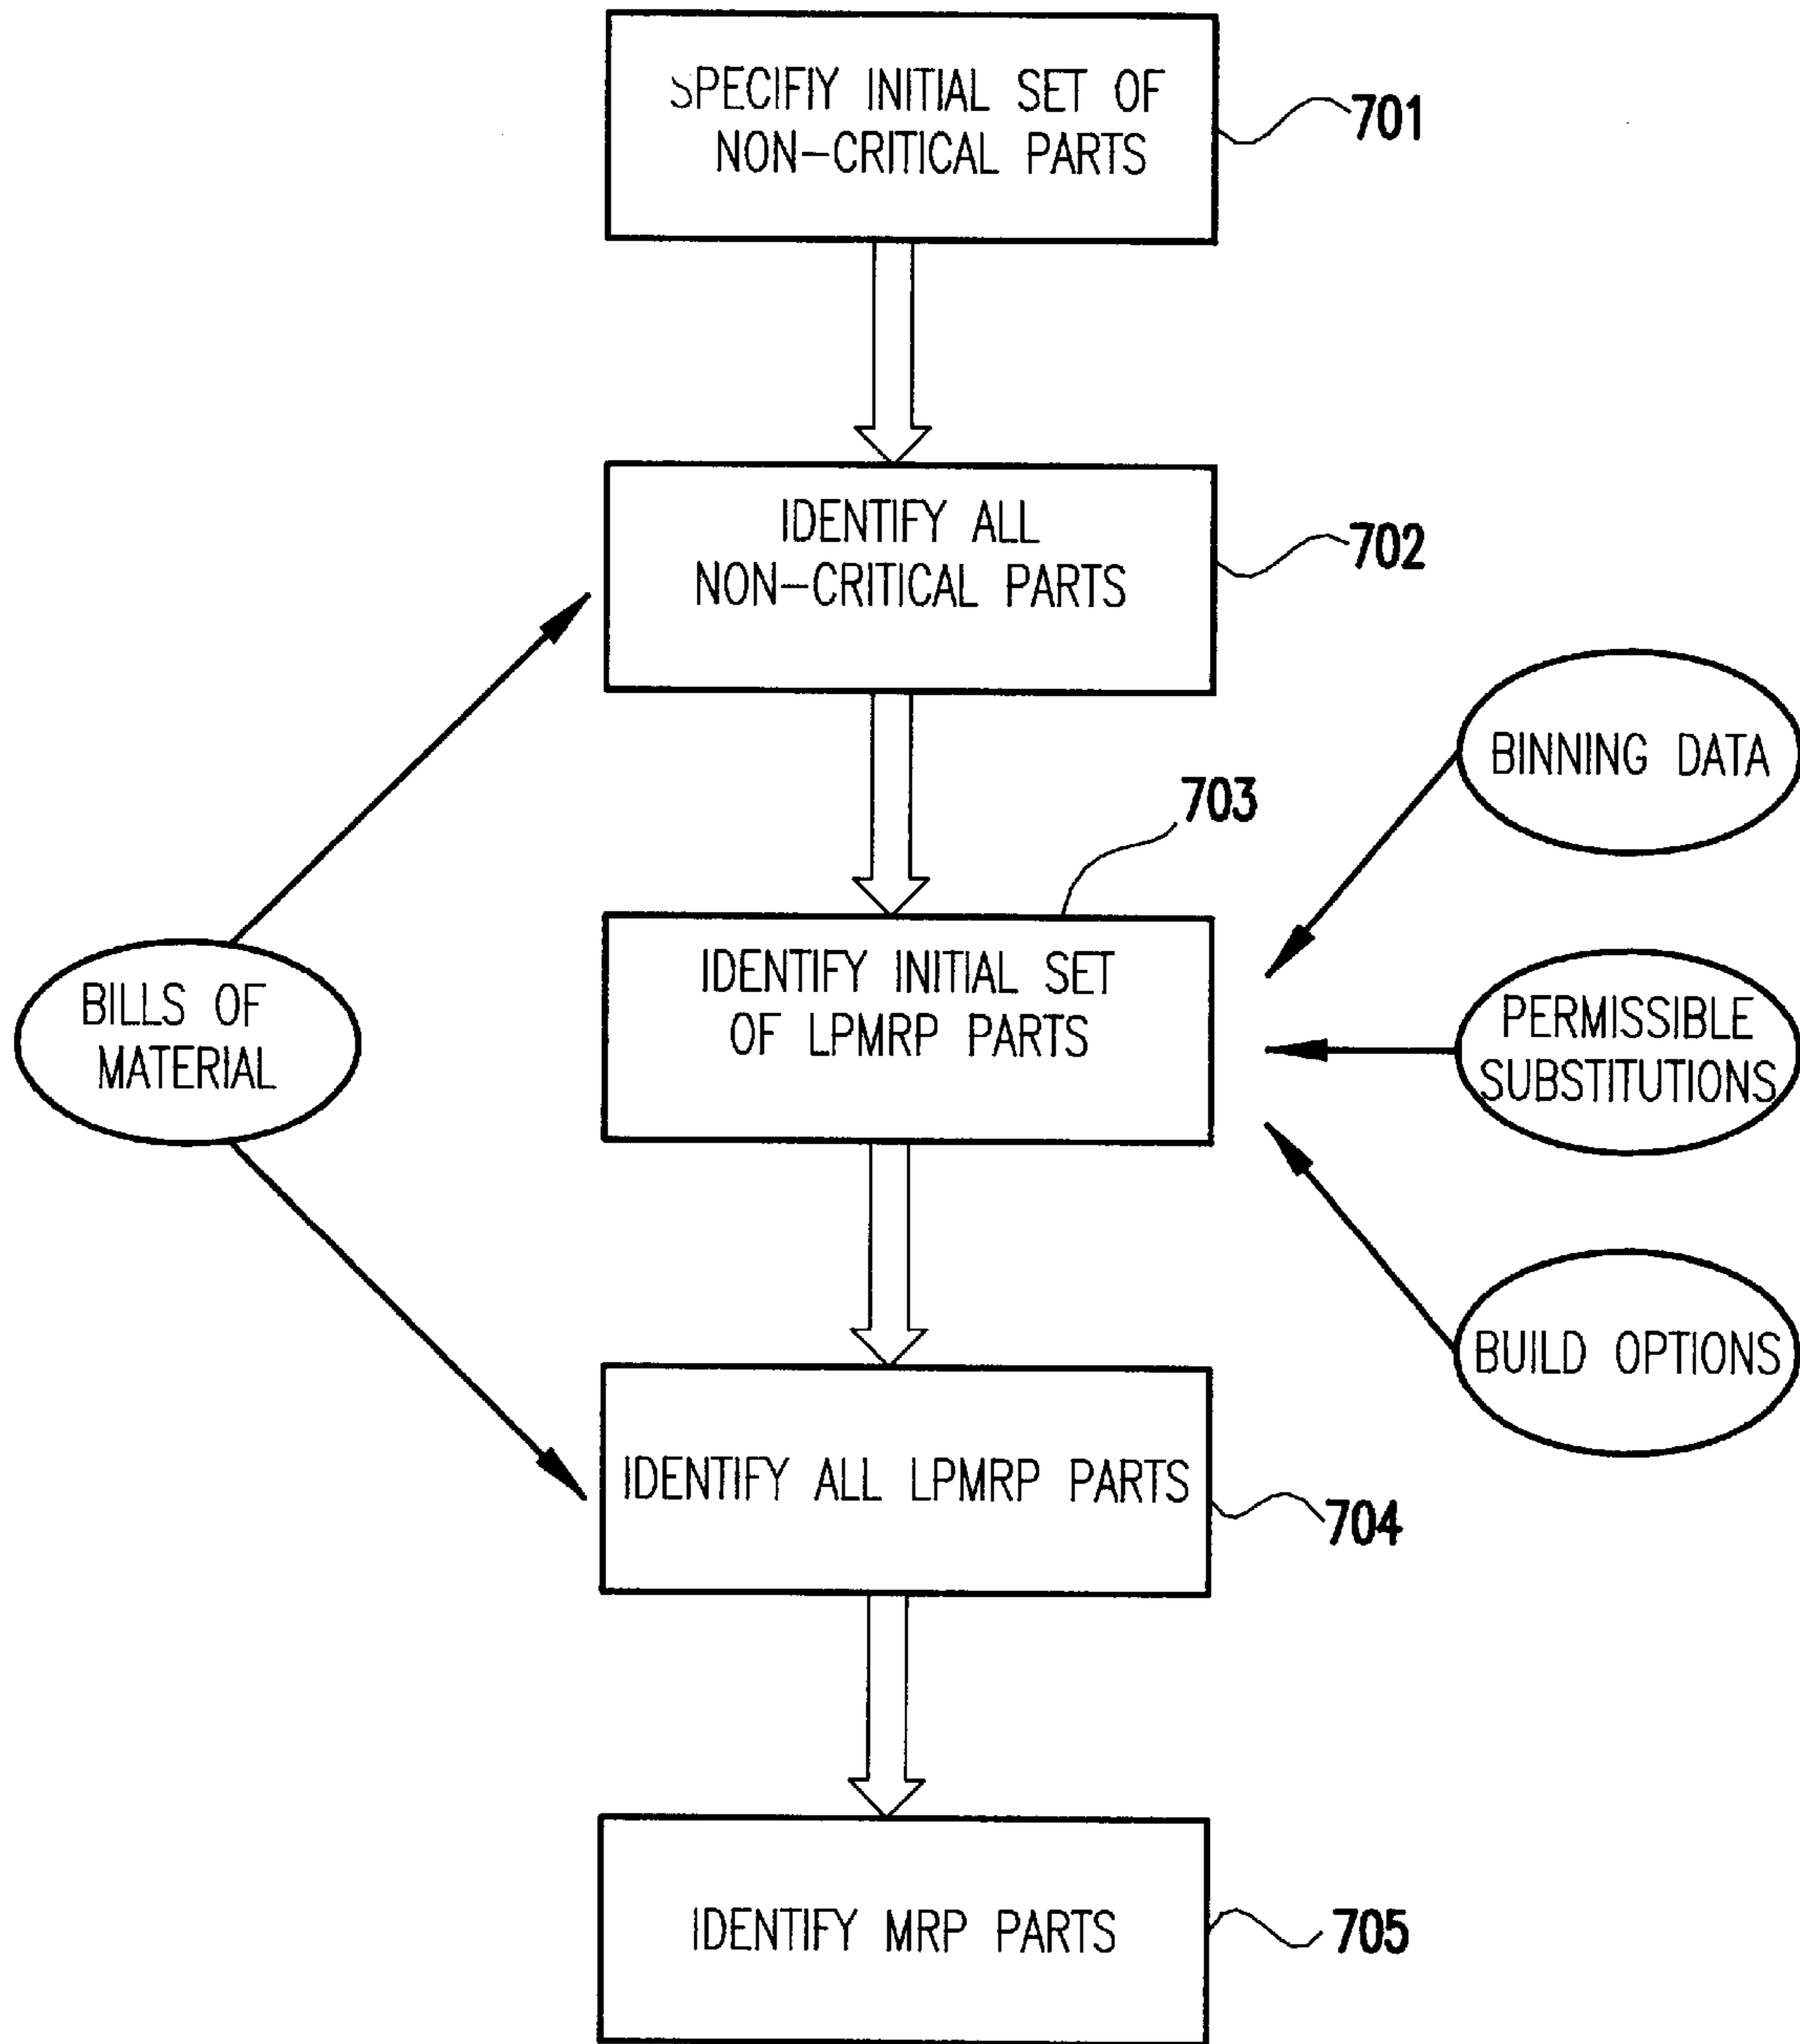 SPECIFIY INITIAL SET OF
NON-CRITICAL PARTS
701
IDENTIFY ALL
NON-CRITICAL PARTS
702
BINNING DATA
703
IDENTIFY INITIAL SET
OF LPMRP PARTS
BILLS OF
MATERIAL
PERMISSIBLE
SUBSTITUTIONS
BUILD OPTIONS
IDENTIFY ALL LPMRP PARTS
704
IDENTIFY MRP PARTS
705